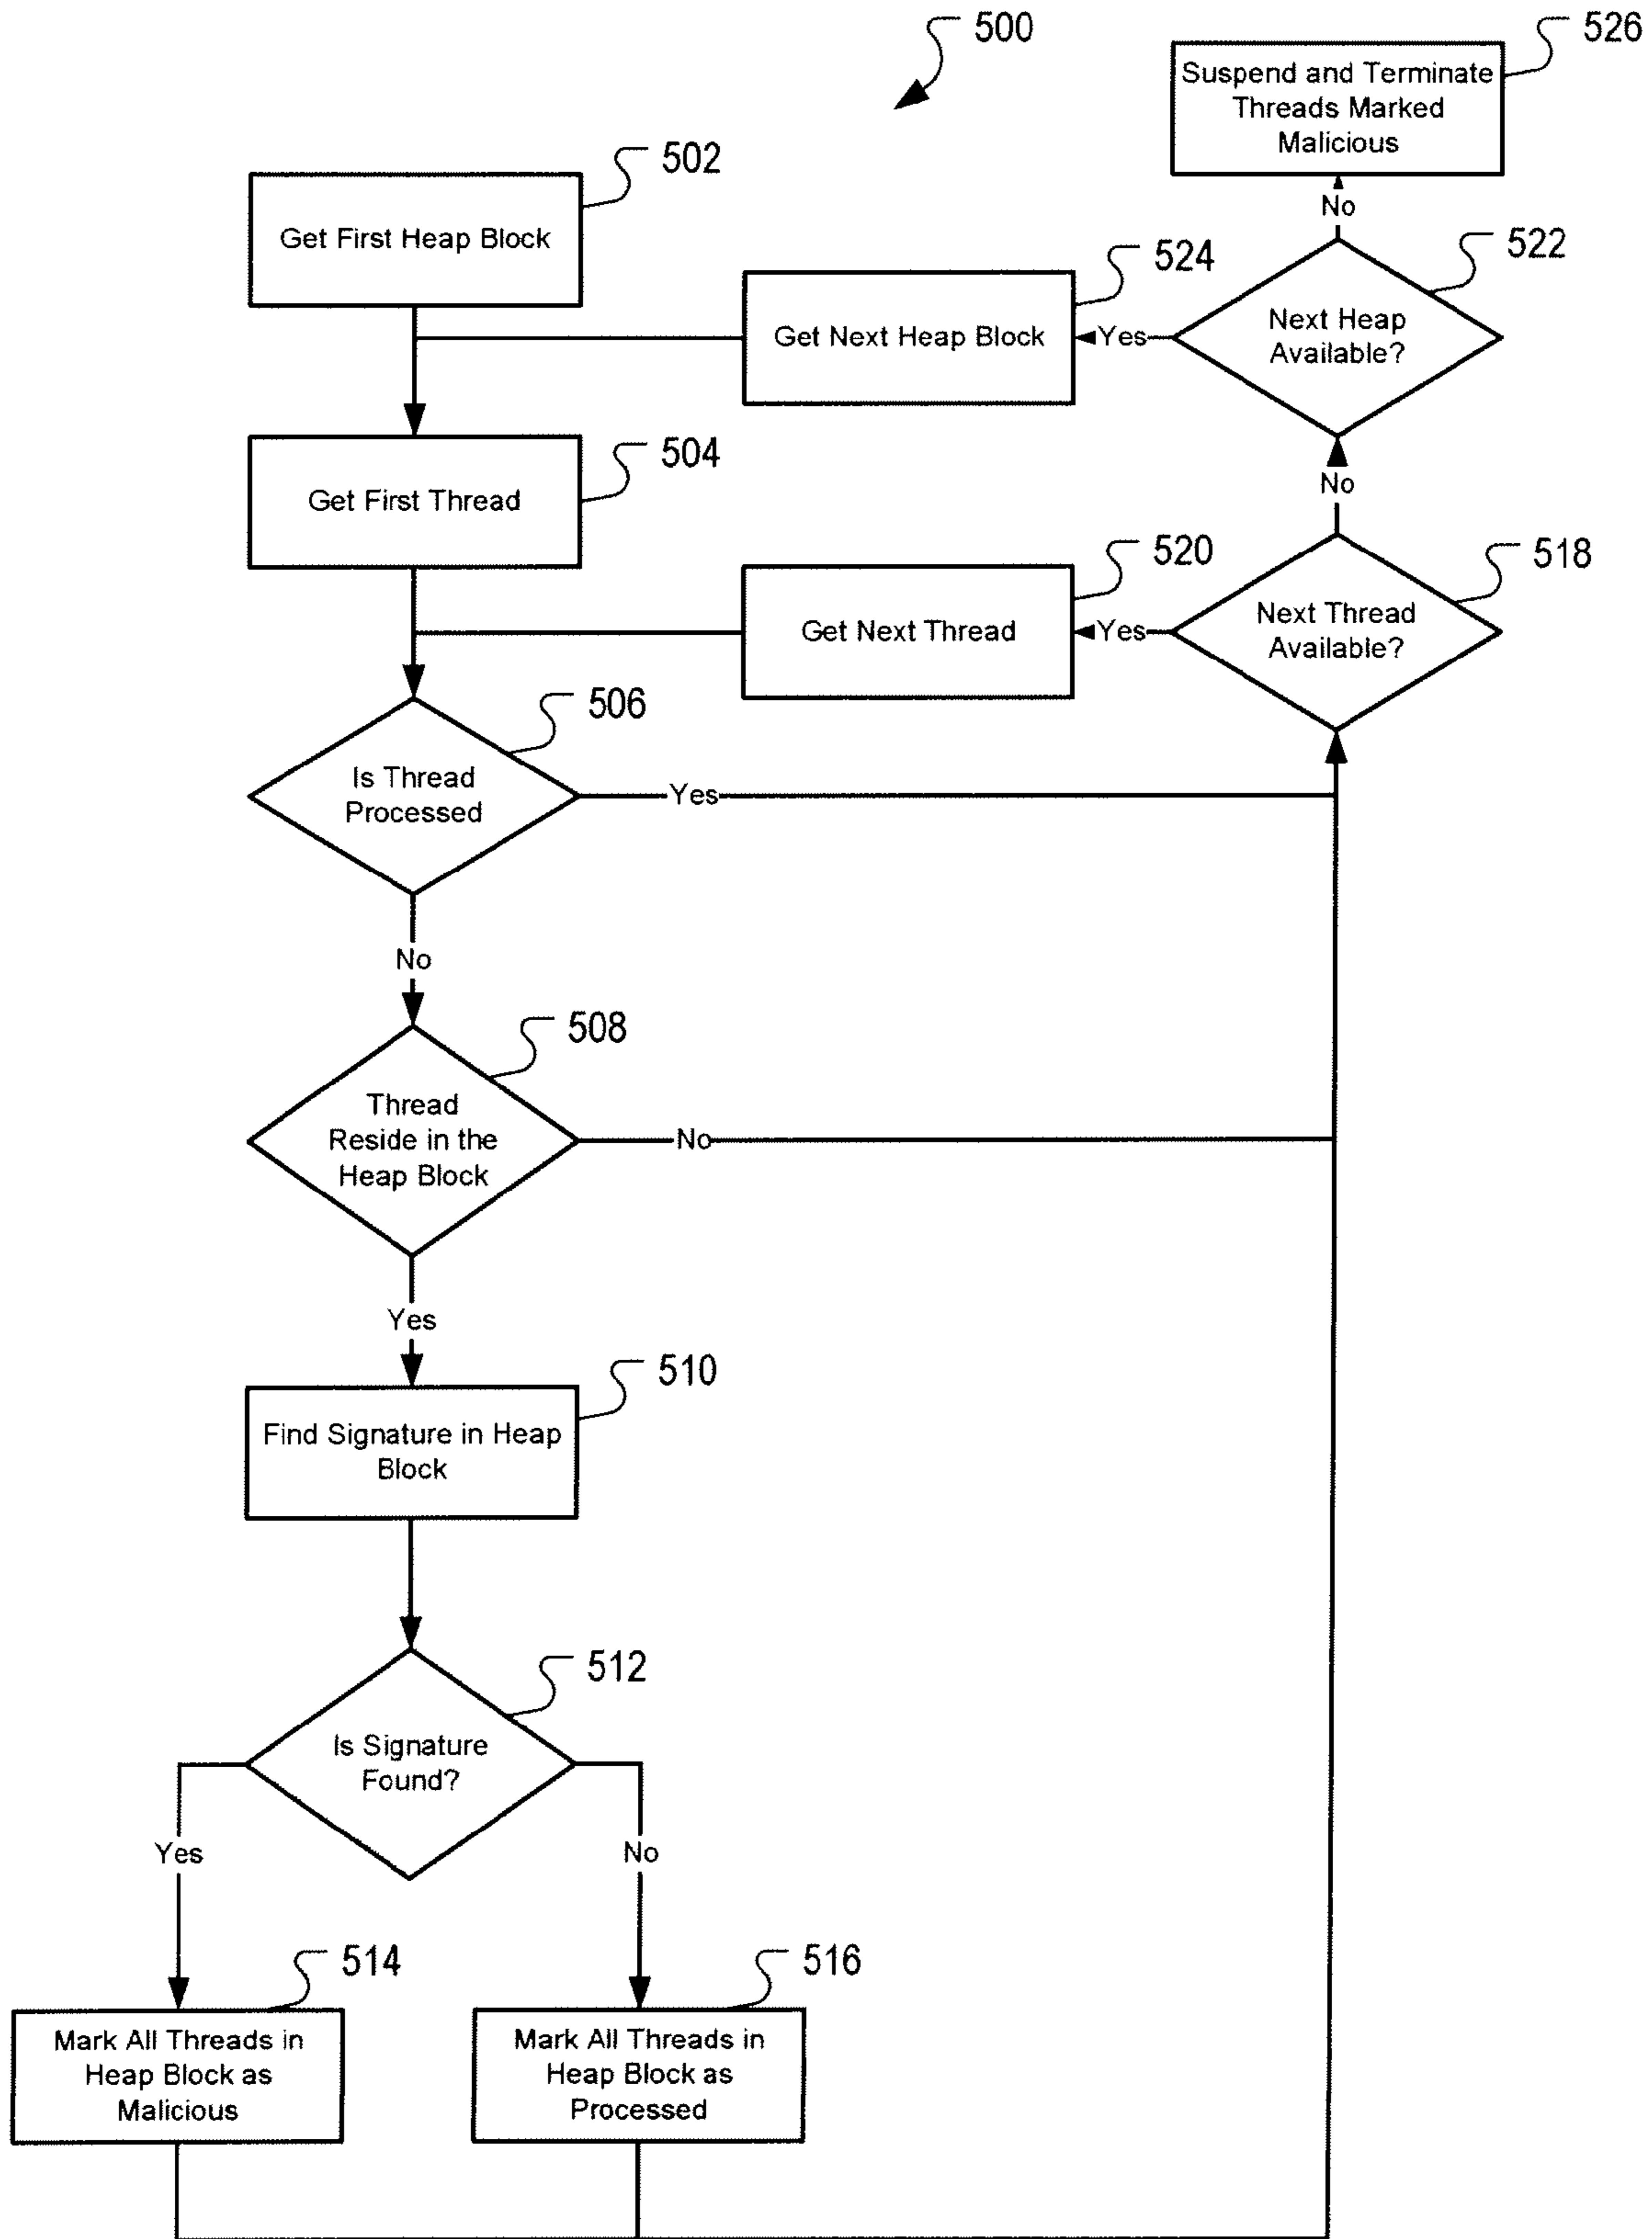 500
526
Suspend and Terminate
Threads Marked
Malicious
502
Get First Heap Block
No
524
Get Next Heap Block
Yes
522
Next Heap
Available?
504
Get First Thread
No
520
Get Next Thread
Yes
518
Next Thread
Available?
506
Is Thread
Processed
Yes
No
508
Thread
Reside in the
Heap Block
No
Yes
510
Find Signature in Heap
Block
512
Is Signature
Found?
Yes
No
514
Mark All Threads in
Heap Block as
Malicious
516
Mark All Threads in
Heap Block as
Processed